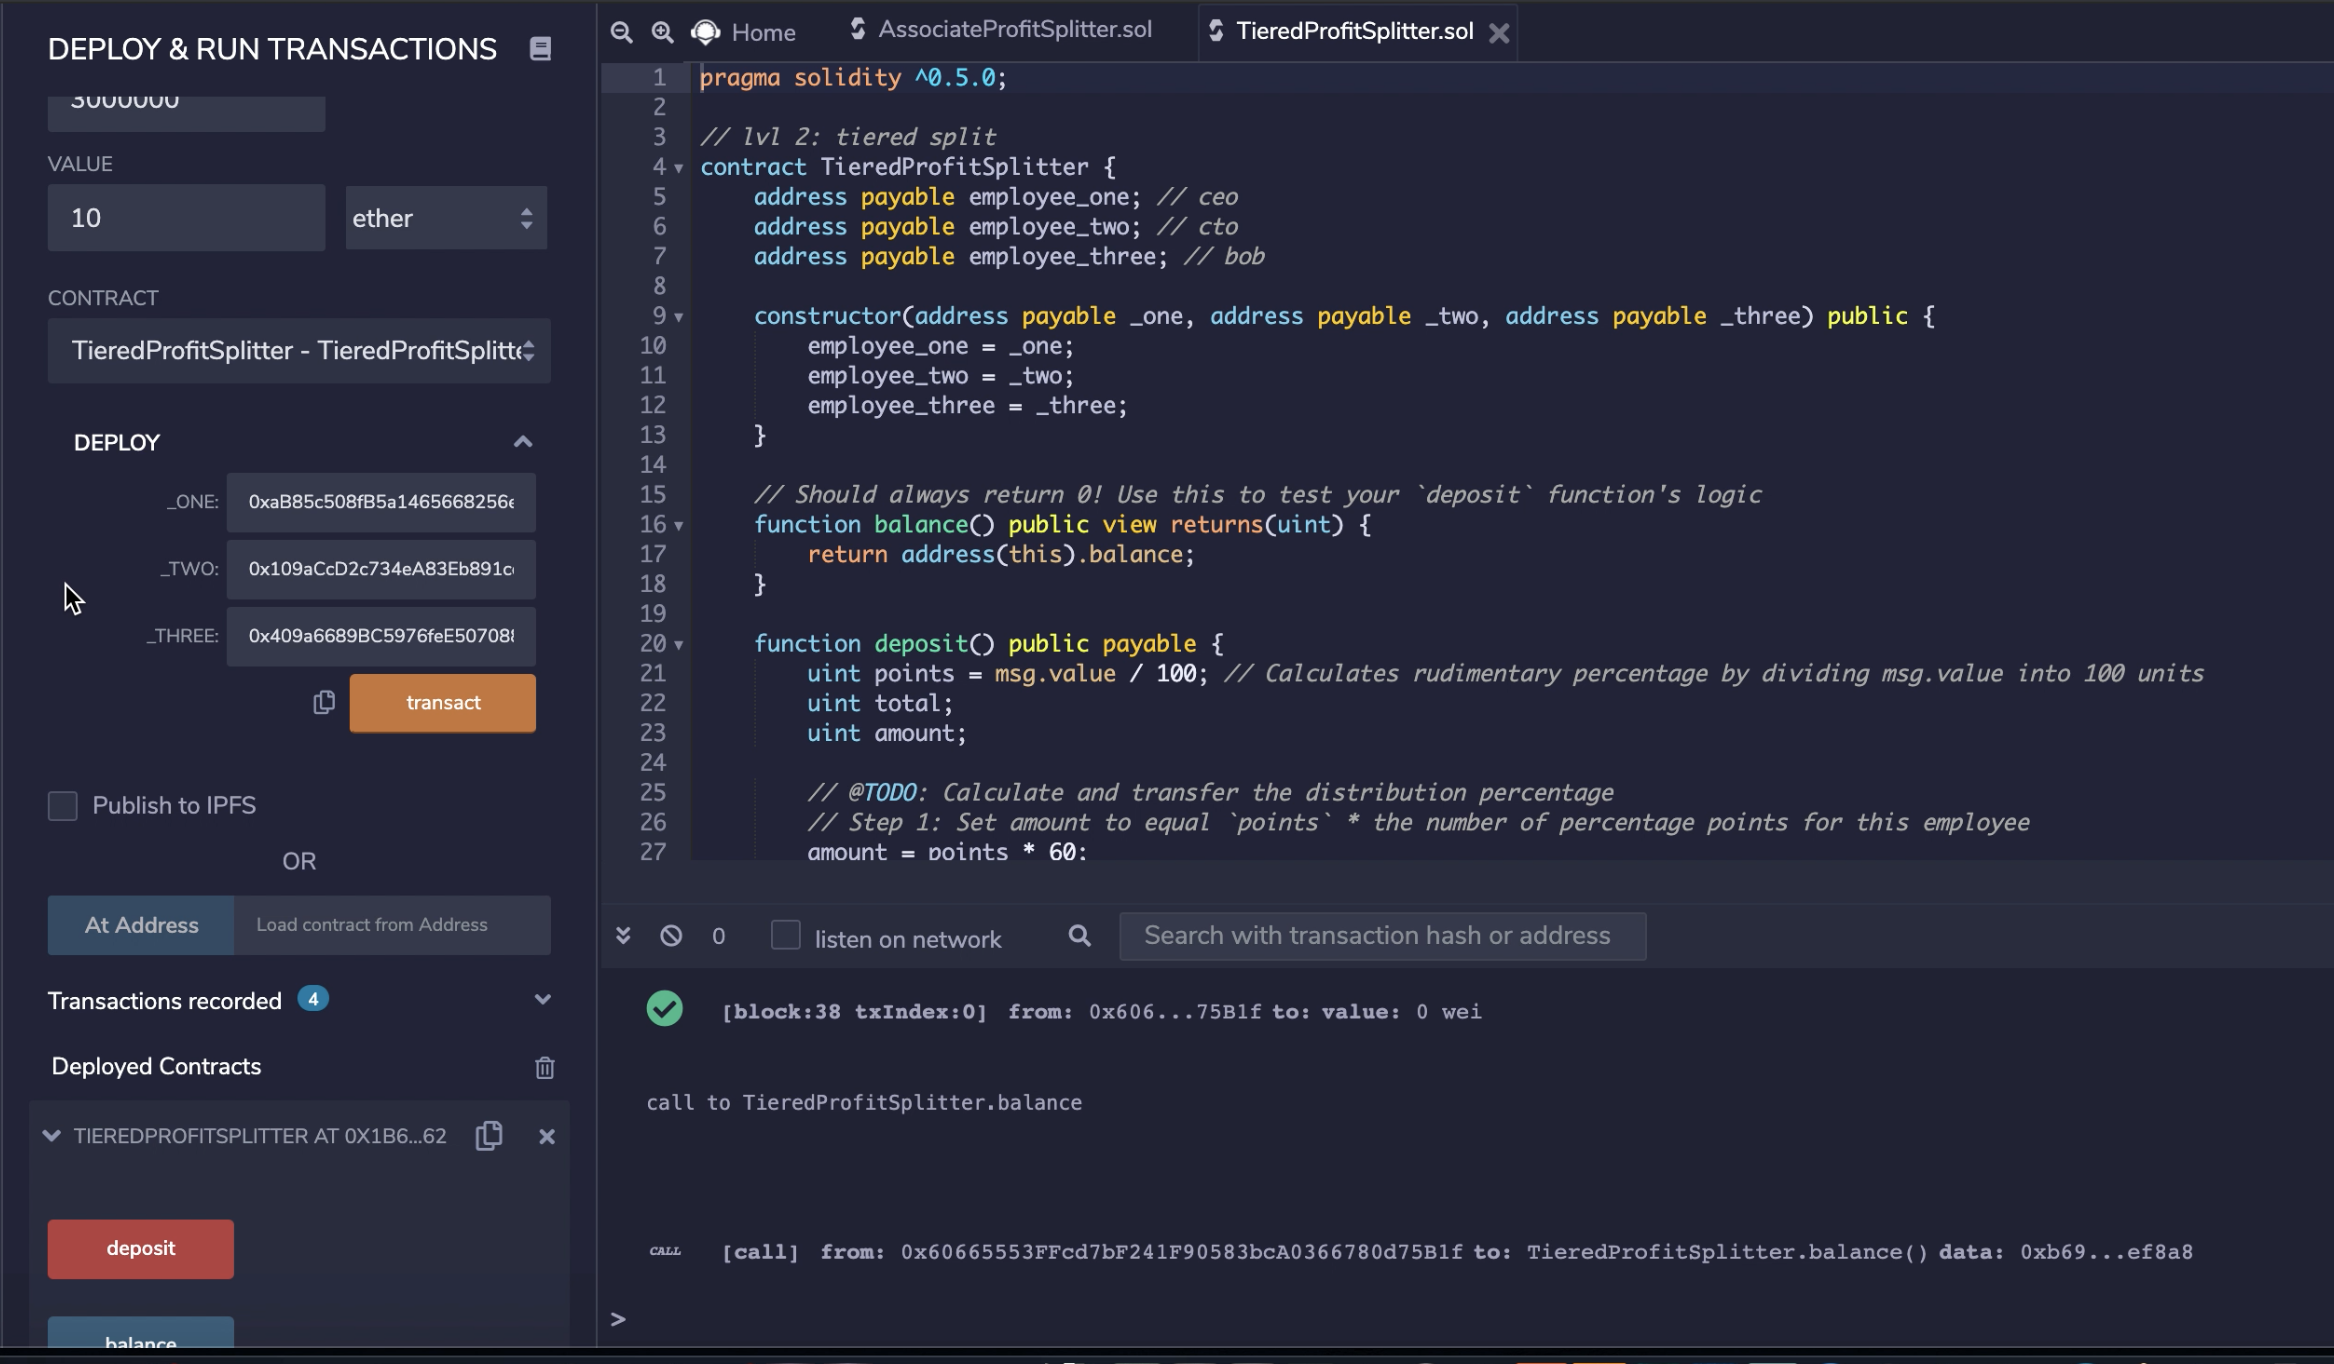 DEPLOY & RUN TRANSACTIONS
3000000
VALUE
10
ether
CONTRACT
TieredProfitSplitter - TieredProfitSplitte
DEPLOY
_ONE:
0xaB85c508fB5a1465668256e
_TWO:
0x109aCcD2c734eA83Eb891c
_THREE:
0x409a6689BC5976feE50708
transact
Publish to IPFS
OR
At Address
Load contract from Address
Transactions recorded 4
Deployed Contracts
TIEREDPROFITSPLITTER AT 0X1B6...62
deposit
balance
Home
AssociateProfitSplitter.sol
TieredProfitSplitter.sol
1 pragma solidity ^0.5.0;
2
3 // lvl 2: tiered split
4 contract TieredProfitSplitter {
5 address payable employee_one; // ceo
6 address payable employee_two; // cto
7 address payable employee_three; // bob
8
9 constructor(address payable _one, address payable _two, address payable _three) public {
10 employee_one = _one;
11 employee_two = _two;
12 employee_three = _three;
13 }
14
15 // Should always return 0! Use this to test your `deposit` function's logic
16 function balance() public view returns(uint) {
17 return address(this).balance;
18 }
19
20 function deposit() public payable {
21 uint points = msg.value / 100; // Calculates rudimentary percentage by dividing msg.value into 100 units
22 uint total;
23 uint amount;
24
25 // @TODO: Calculate and transfer the distribution percentage
26 // Step 1: Set amount to equal `points` * the number of percentage points for this employee
27 amount = points * 60;
0
listen on network
Search with transaction hash or address
[block:38 txIndex:0] from: 0x606...75B1f to: value: 0 wei
call to TieredProfitSplitter.balance
CALL [call] from: 0x60665553FFcd7bF241F90583bcA0366780d75B1f to: TieredProfitSplitter.balance() data: 0xb69...ef8a8
>